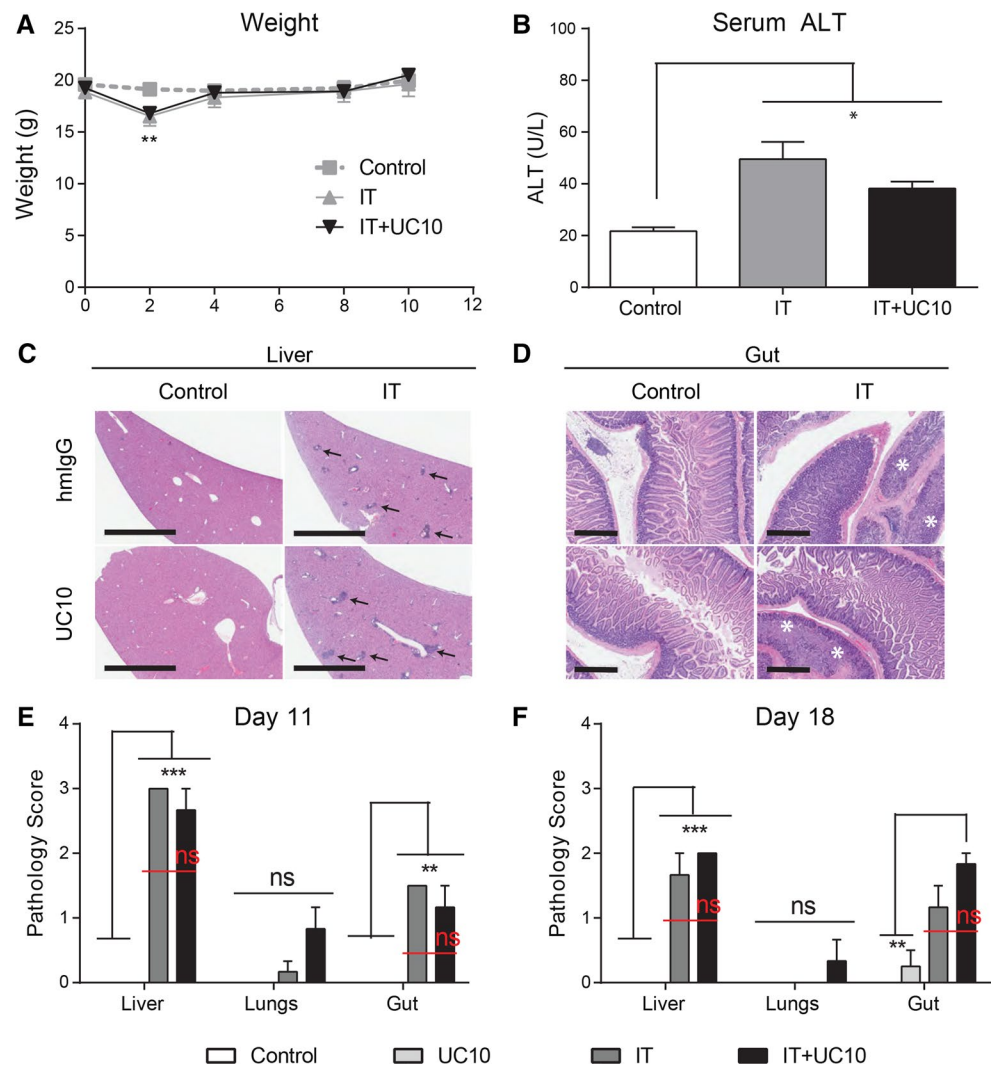 A Weight
Weight (g)
25
20
15
10
5
0
0 2 4 6 8 10 12
**
Control
IT
IT+UC10
B Serum ALT
ALT (U/L)
100
80
60
40
20
0
*
Control IT IT+UC10
C Liver
Control IT
hmIgG
UC10
D Gut
Control IT
* *
* *
E Day 11
Pathology Score
4
3
2
1
0
***
ns
ns
**
ns
Liver Lungs Gut
F Day 18
Pathology Score
4
3
2
1
0
***
ns
ns
**
ns
Liver Lungs Gut
Control UC10 IT IT+UC10